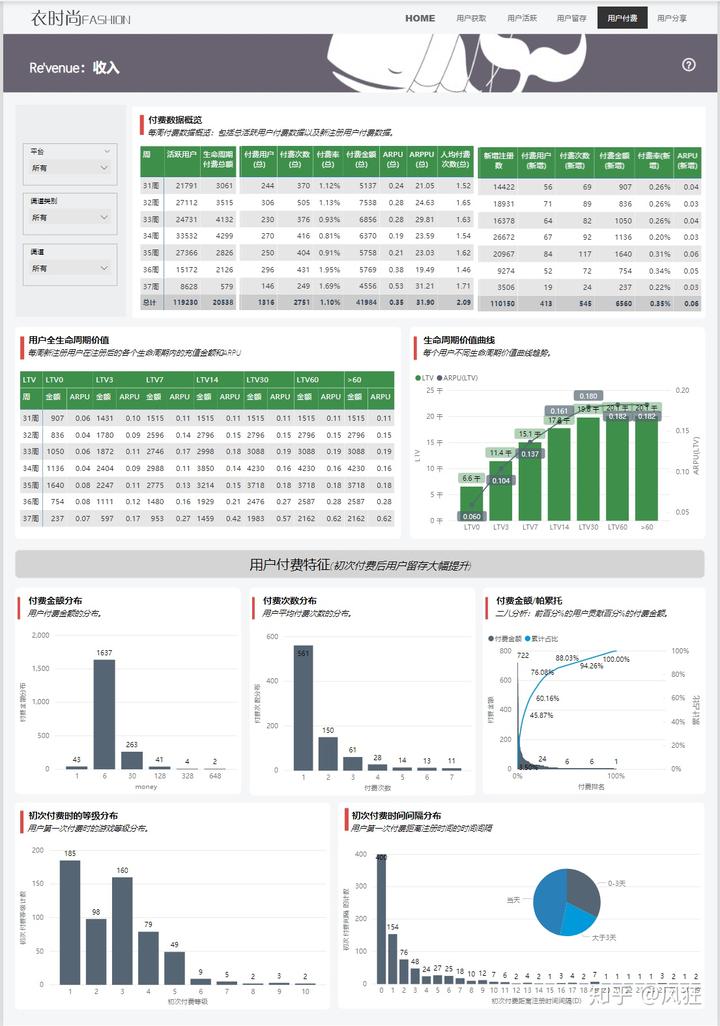 衣时尚FASHION
HOME 用户获取 用户活跃 用户留存 用户付费 用户分享
Re'venue：收入
平台
所有
渠道类别
所有
渠道
所有
付费数据概览
每周付费数据概览：包括总活跃用户付费数据以及新注册用户付费数据。
周 活跃用户 生命周期付费总额 付费用户(总) 付费次数(总) 付费率(总) 付费金额(总) ARPU(总) ARPPU(总) 人均付费次数(总) 新增注册数 付费用户(新增) 付费次数(新增) 付费金额(新增) 付费率(新增) ARPU(新增)
31周 21791 3061 244 370 1.12% 5137 0.24 21.05 1.52 14422 56 69 907 0.26% 0.04
32周 27112 3515 306 505 1.13% 7538 0.28 24.63 1.65 18931 71 89 836 0.26% 0.03
33周 24731 4132 230 376 0.93% 6856 0.28 29.81 1.63 16378 64 82 1050 0.26% 0.04
34周 33532 4299 270 416 0.81% 6370 0.19 23.59 1.54 26672 67 92 1136 0.20% 0.03
35周 27366 2826 250 404 0.91% 5758 0.21 23.03 1.62 20967 84 117 1640 0.31% 0.06
36周 15172 2126 296 431 1.95% 5769 0.38 19.49 1.46 9274 52 72 754 0.34% 0.05
37周 8628 579 146 249 1.69% 4556 0.53 31.21 1.71 3506 19 24 237 0.22% 0.03
总计 119230 20538 1316 2751 1.10% 41984 0.35 31.90 2.09 110150 413 545 6560 0.35% 0.06
用户全生命周期价值
每周新注册用户在注册后的各个生命周期内的充值金额和ARPU
LTV LTV0 LTV3 LTV7 LTV14 LTV30 LTV60 >60
周 金额 ARPU 金额 ARPU 金额 ARPU 金额 ARPU 金额 ARPU 金额 ARPU 金额 ARPU
31周 907 0.06 1431 0.10 1515 0.11 1515 0.11 1515 0.11 1515 0.11 1515 0.11
32周 836 0.04 1780 0.09 2596 0.14 2796 0.15 2796 0.15 2796 0.15 2796 0.15
33周 1050 0.06 1872 0.11 2746 0.17 2998 0.18 3088 0.19 3088 0.19 3088 0.19
34周 1136 0.04 2404 0.09 2988 0.11 3850 0.14 4230 0.16 4230 0.16 4230 0.16
35周 1640 0.08 2247 0.11 2775 0.13 3214 0.15 3718 0.18 3718 0.18 3718 0.18
36周 754 0.08 1111 0.12 1480 0.16 1929 0.21 2476 0.27 2587 0.28 2587 0.28
37周 237 0.07 597 0.17 953 0.27 1459 0.42 1983 0.57 2162 0.62 2162 0.62
生命周期价值曲线
每个用户不同生命周期价值曲线趋势。
LTV ARPU(LTV)
25 千
20 千
15 千
10 千
5 千
0 千
LTV
6.6 千 11.4 千 15.1 千 17.8 千 19.8 千 20.1 千
0.060 0.104 0.137 0.161 0.180 0.182 0.182
0.20
0.15
0.10
0.05
ARPU(LTV)
LTV0 LTV3 LTV7 LTV14 LTV30 LTV60 >60
用户付费特征(初次付费后用户留存大幅提升)
付费金额分布
用户付费金额的分布。
付费金额分布
2,000
1,500
1,000
500
0
43 1637 263 41 4 2
1 6 30 128 328 648
money
付费次数分布
用户平均付费次数的分布。
付费次数分布
600
400
200
0
561 150 61 28 14 13 11
1 2 3 4 5 6 7
付费次数
付费金额/帕累托
二八分析：前百分%的用户贡献百分%的付费金额。
付费金额 累计占比
付费金额
800
600
400
200
0
722 24 6 6 1
3.50% 45.87% 60.16% 76.08% 88.03% 94.26% 100.00%
100%
80%
60%
40%
20%
0%
累计占比
0% 100%
付费排名
初次付费时的等级分布
用户第一次付费时的游戏等级分布。
初次付费等级计数
200
150
100
50
0
185 98 160 79 49 9 5 2 3 2
1 2 3 4 5 6 7 8 9 10
初次付费等级
初次付费时间间隔分布
用户第一次付费距离注册时间的时间间隔
初次付费间隔的计数
400
300
200
100
0
400 154 76 48 24 27 25 18 10 12 7 6 2 4 2 1 3 4 2 7 1 1 1 1 1 3 1 2
当天 0-3天 大于3天
0 1 2 3 4 5 6 7 8 9 10 11 12 13 14 15 16 17 18
初次付费距离注册时间间隔(D)
知乎 @疯狂